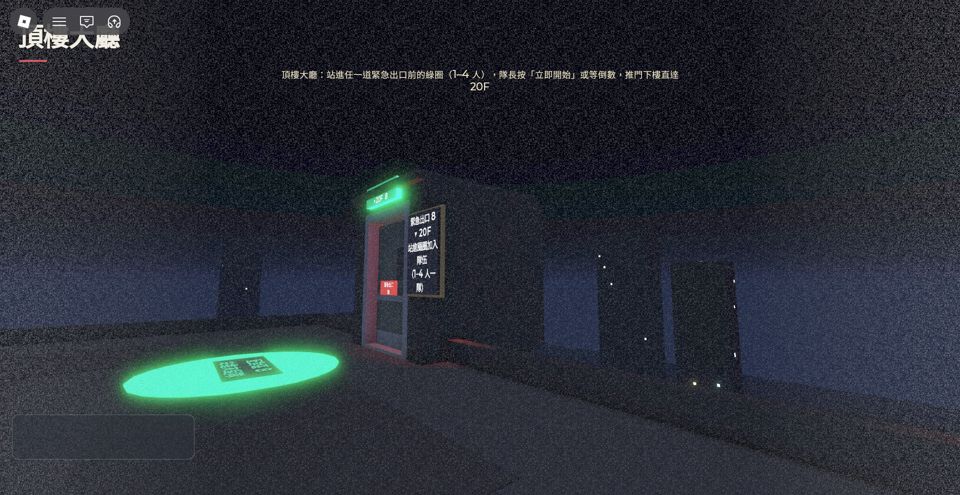 頂樓大廳
頂樓大廳：站進任一道緊急出口前的綠圈（1–4 人），隊長按「立即開始」或等倒數，推門下樓直達
20F
緊急出口 8
▼ 20F
站進綠圈加入
隊伍
（1–4 人一
隊）